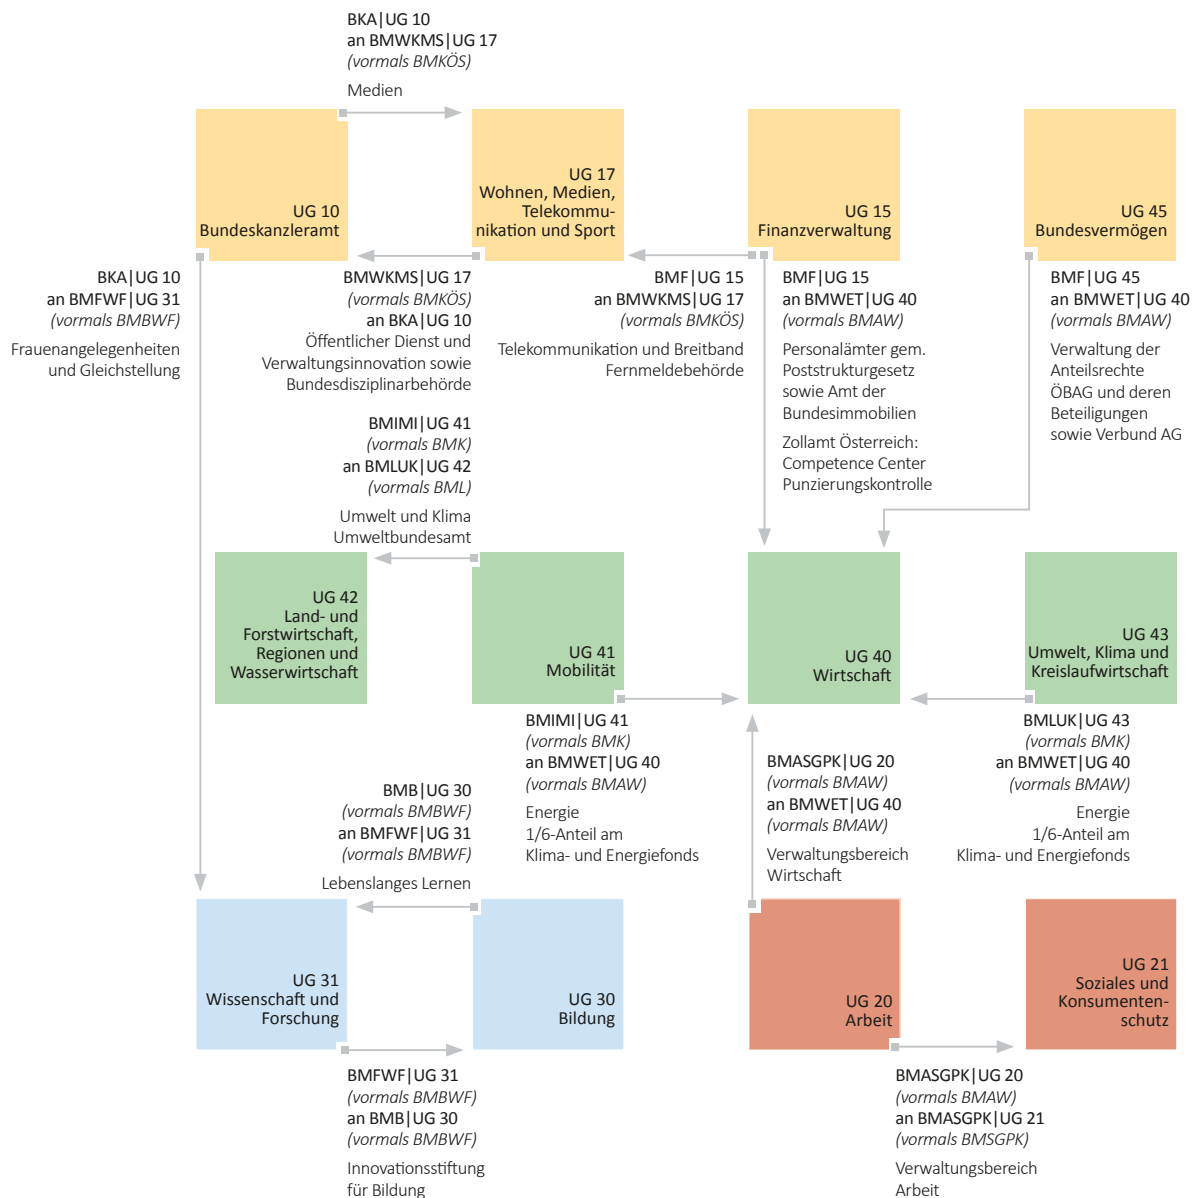 BKA|UG 10
an BMWKMS|UG 17
(vormals BMKÖS)
Medien
UG 10
Bundeskanzleramt
UG 17
Wohnen, Medien,
Telekommu-
nikation und Sport
UG 15
Finanzverwaltung
UG 45
Bundesvermögen
BKA|UG 10
an BMFWF|UG 31
(vormals BMBWF)
Frauenangelegenheiten
und Gleichstellung
BMWKMS|UG 17
(vormals BMKÖS)
an BKA|UG 10
Öffentlicher Dienst und
Verwaltungsinnovation sowie
Bundesdisziplinarbehörde
BMF|UG 15
an BMWKMS|UG 17
(vormals BMKÖS)
Telekommunikation und Breitband
Fernmeldebehörde
BMF|UG 15
an BMWET|UG 40
(vormals BMAW)
Personalämter gem.
Poststrukturgesetz
sowie Amt der
Bundesimmobilien
Zollamt Österreich:
Competence Center
Punzierungskontrolle
BMF|UG 45
an BMWET|UG 40
(vormals BMAW)
Verwaltung der
Anteilsrechte
ÖBAG und deren
Beteiligungen
sowie Verbund AG
BMIMI|UG 41
(vormals BMK)
an BMLUK|UG 42
(vormals BML)
Umwelt und Klima
Umweltbundesamt
UG 42
Land- und
Forstwirtschaft,
Regionen und
Wasserwirtschaft
UG 41
Mobilität
UG 40
Wirtschaft
UG 43
Umwelt, Klima und
Kreislaufwirtschaft
BMIMI|UG 41
(vormals BMK)
an BMWET|UG 40
(vormals BMAW)
Energie
1/6-Anteil am
Klima- und Energiefonds
BMASGPK|UG 20
(vormals BMAW)
an BMWET|UG 40
(vormals BMAW)
Verwaltungsbereich
Wirtschaft
BMLUK|UG 43
(vormals BMK)
an BMWET|UG 40
(vormals BMAW)
Energie
1/6-Anteil am
Klima- und Energiefonds
BMB|UG 30
(vormals BMBWF)
an BMFWF|UG 31
(vormals BMBWF)
Lebenslanges Lernen
UG 31
Wissenschaft und
Forschung
UG 30
Bildung
UG 20
Arbeit
UG 21
Soziales und
Konsumenten-
schutz
BMFWF|UG 31
(vormals BMBWF)
an BMB|UG 30
(vormals BMBWF)
Innovationsstiftung
für Bildung
BMASGPK|UG 20
(vormals BMAW)
an BMASGPK|UG 21
(vormals BMSGPK)
Verwaltungsbereich
Arbeit